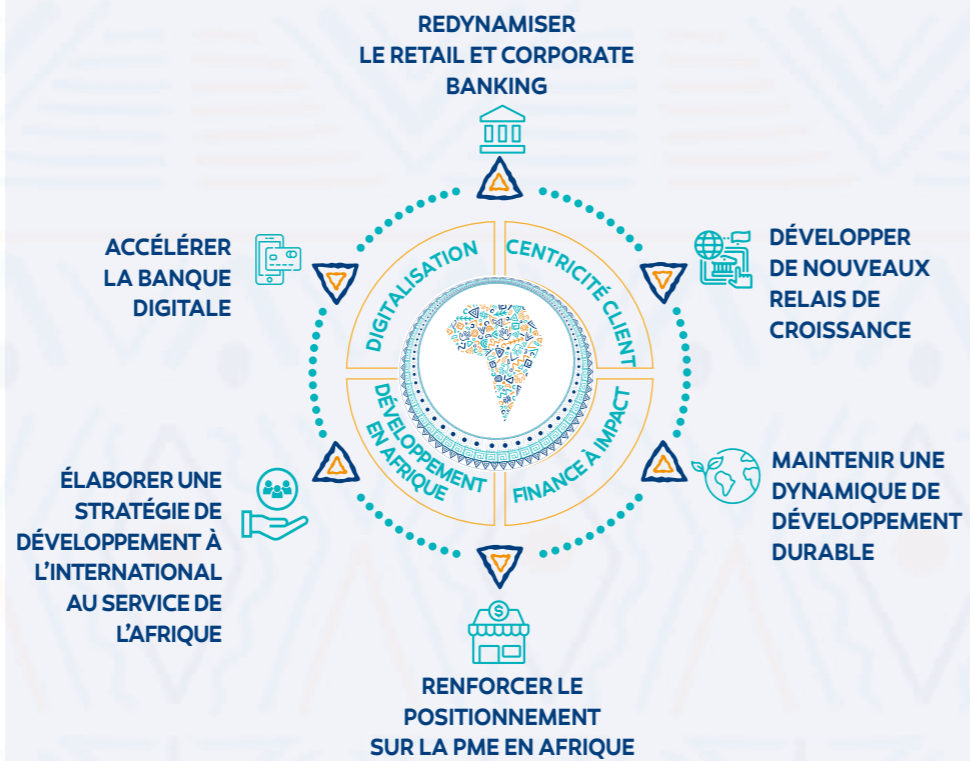 REDYNAMISER
LE RETAIL ET CORPORATE
BANKING
ACCÉLÉRER
LA BANQUE
DIGITALE
DÉVELOPPER
DE NOUVEAUX
RELAIS DE
CROISSANCE
DIGITALISATION
CENTRICITÉ CLIENT
DÉVELOPPEMENT
EN AFRIQUE
FINANCE À IMPACT
ÉLABORER UNE
STRATÉGIE DE
DÉVELOPPEMENT À
L’INTERNATIONAL
AU SERVICE DE
L’AFRIQUE
MAINTENIR UNE
DYNAMIQUE DE
DÉVELOPPEMENT
DURABLE
$
RENFORCER LE
POSITIONNEMENT
SUR LA PME EN AFRIQUE